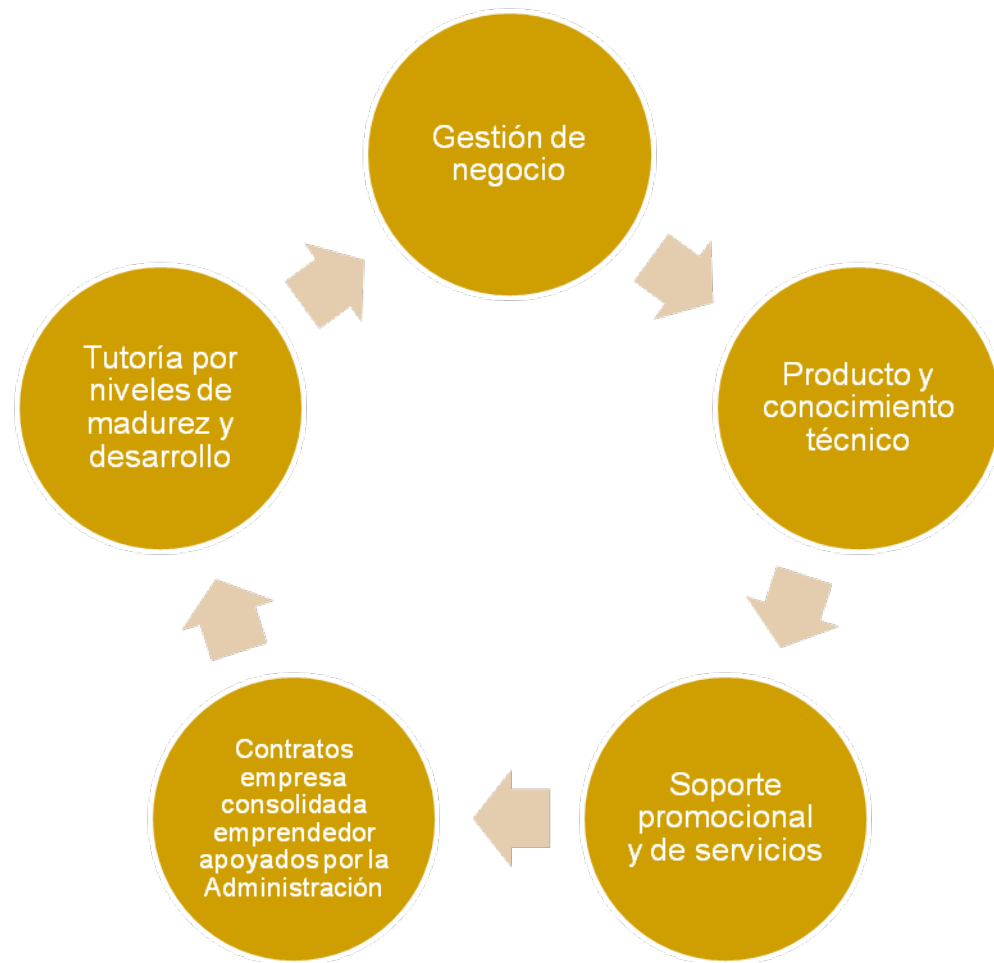 Gestión de
negocio
Producto y
conocimiento
técnico
Soporte
promocional
y de servicios
Contratos
empresa
consolidada
emprendedor
apoyados por la
Administración
Tutoría por
niveles de
madurez y
desarrollo